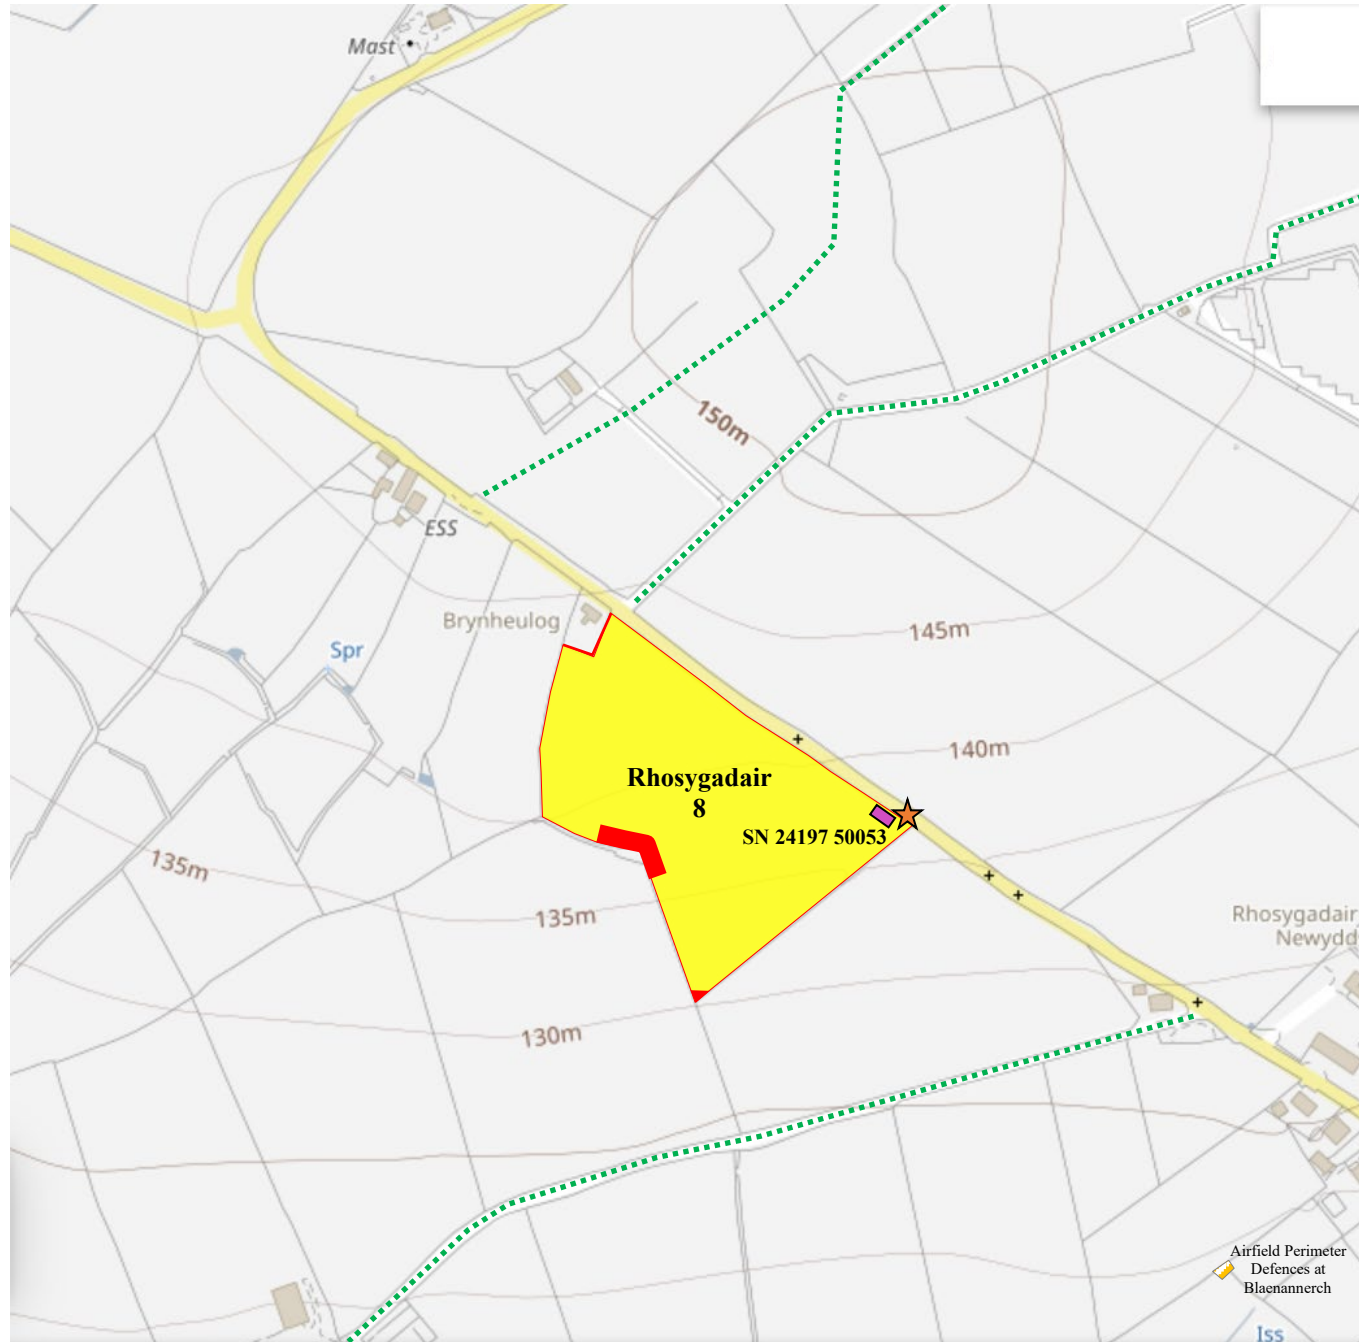 Mast
150m
ESS
Brynheulog
145m
Spr
140m
Rhosygadair
8
SN 24197 50053
135m
135m
Rhosygadair
Newydd
130m
Airfield Perimeter
Defences at
Blaenannerch
Iss